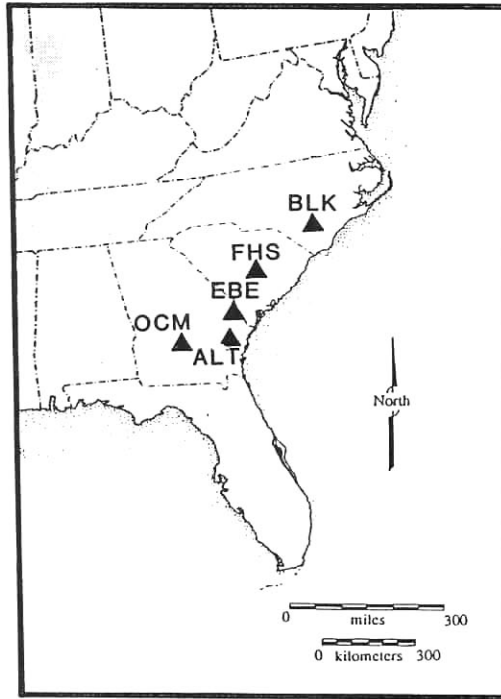 BLK
FHS
EBE
OCM
ALT
North
0 miles 300
0 kilometers 300